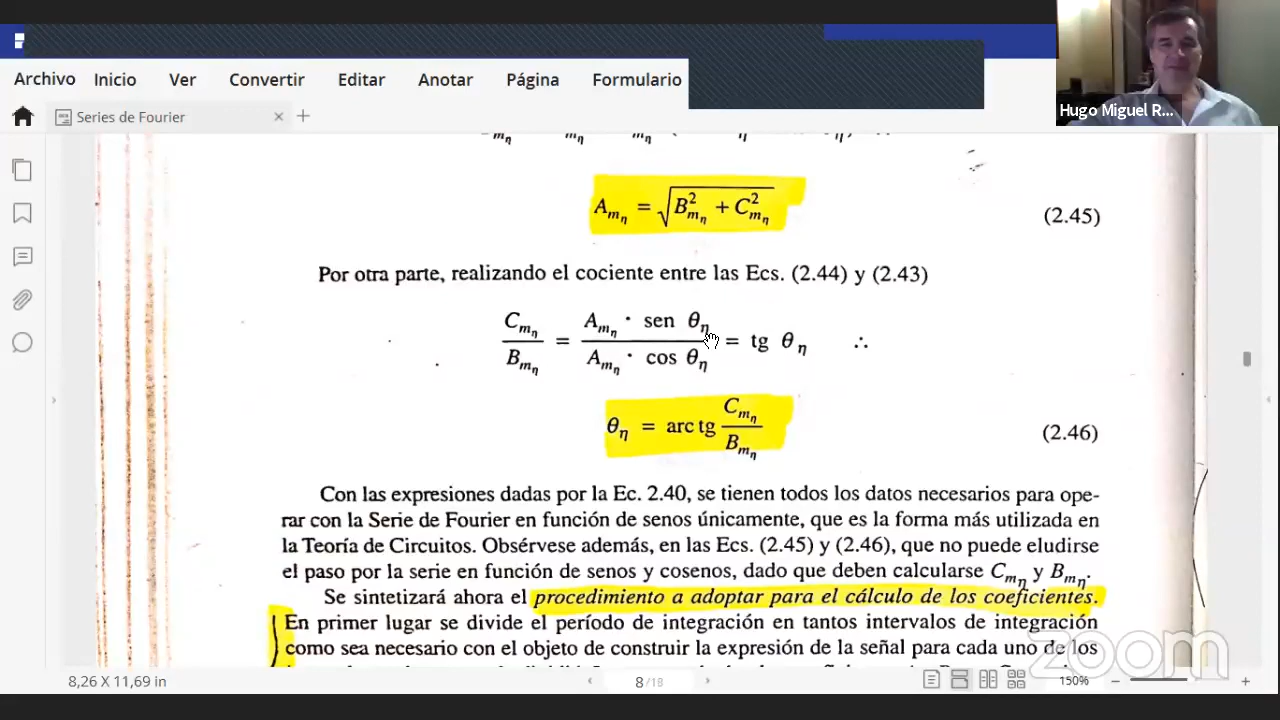 Archivo Inicio Ver Convertir Editar Anotar Página Formulario
Hugo Miguel R...
Series de Fourier
A_{m_η} = √(B²_{m_η} + C²_{m_η}) (2.45)
Por otra parte, realizando el cociente entre las Ecs. (2.44) y (2.43)
C_{m_η} / B_{m_η} = A_{m_η} · sen θ_η / A_{m_η} · cos θ_η = tg θ_η ∴
θ_η = arc tg C_{m_η} / B_{m_η} (2.46)
Con las expresiones dadas por la Ec. 2.40, se tienen todos los datos necesarios para ope-
rar con la Serie de Fourier en función de senos únicamente, que es la forma más utilizada en
la Teoría de Circuitos. Obsérvese además, en las Ecs. (2.45) y (2.46), que no puede eludirse
el paso por la serie en función de senos y cosenos, dado que deben calcularse C_{m_η} y B_{m_η}.
Se sintetizará ahora el procedimiento a adoptar para el cálculo de los coeficientes.
En primer lugar se divide el período de integración en tantos intervalos de integración
como sea necesario con el objeto de construir la expresión de la señal para cada uno de los
zoom
8,26 x 11,69 in
8 /18
150%